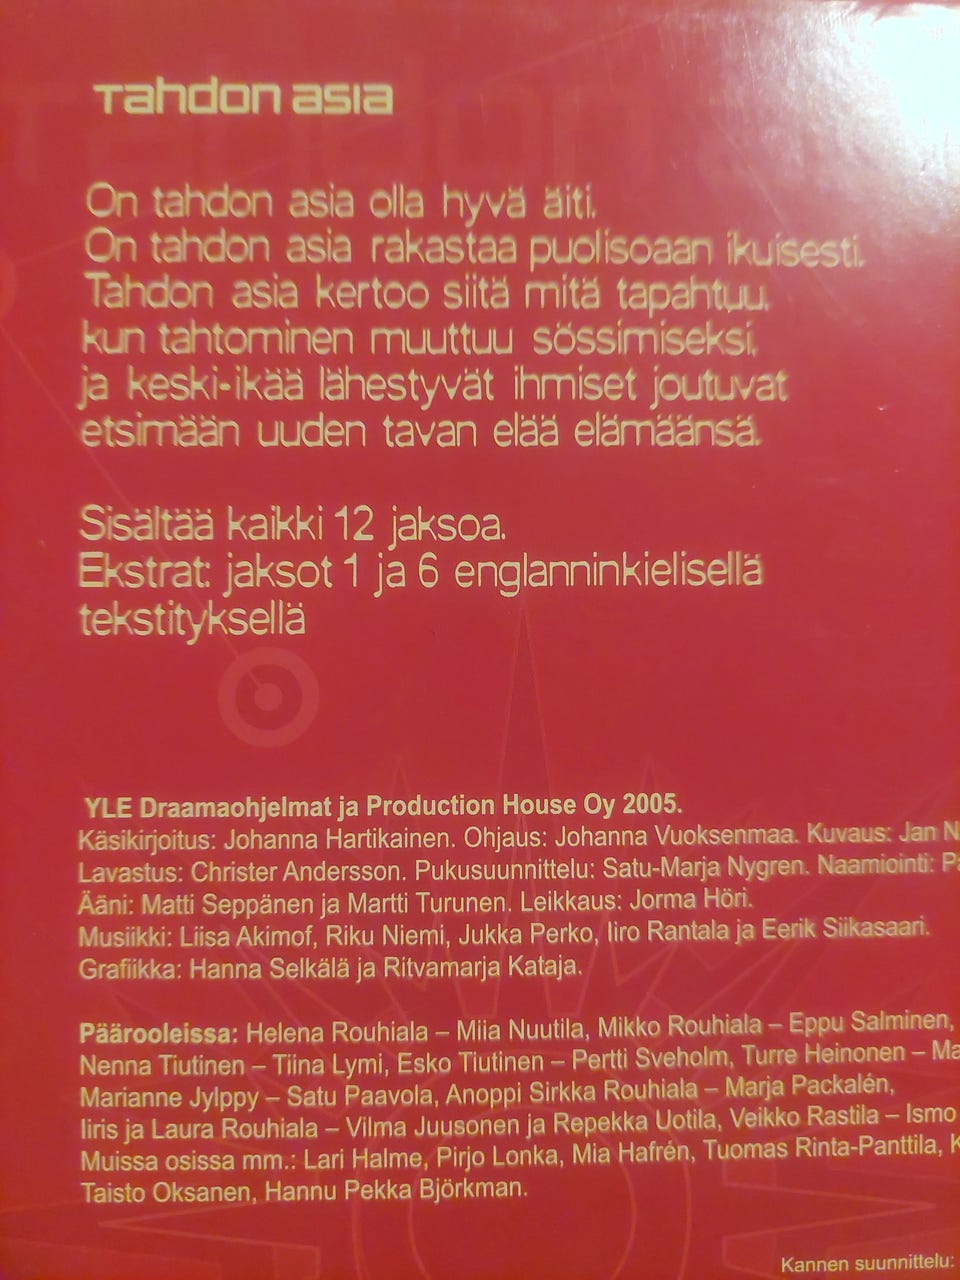 Tahdon asia
On tahdon asia olla hyvä äiti.
On tahdon asia rakastaa puolisoaan ikuisesti.
Tahdon asia kertoo siitä mitä tapahtuu,
kun tahtominen muuttuu sössimiseksi,
ja keski-ikää lähestyvät ihmiset joutuvat
etsimään uuden tavan elää elämäänsä.
Sisältää kaikki 12 jaksoa.
Ekstrat: jaksot 1 ja 6 englanninkielisellä
tekstityksellä
YLE Draamaohjelmat ja Production House Oy 2005.
Käsikirjoitus: Johanna Hartikainen. Ohjaus: Johanna Vuoksenmaa. Kuvaus: Jan
Lavastus: Christer Andersson. Pukusuunnittelu: Satu-Marja Nygren. Naamiointi:
Ääni: Matti Seppänen ja Martti Turunen. Leikkaus: Jorma Höri.
Musiikki: Liisa Akimof, Riku Niemi, Jukka Perko, Iiro Rantala ja Eerik Siikasaari.
Grafiikka: Hanna Selkälä ja Ritvamarja Kataja.
Päärooleissa: Helena Rouhiala – Miia Nuutila, Mikko Rouhiala – Eppu Salminen,
Nenna Tiutinen – Tiina Lymi, Esko Tiutinen – Pertti Sveholm, Turre Heinonen –
Marianne Jylppy – Satu Paavola, Anoppi Sirkka Rouhiala – Marja Packalén,
Iiris ja Laura Rouhiala – Vilma Juusonen ja Repekka Uotila, Veikko Rastila – Ismo
Muissa osissa mm.: Lari Halme, Pirjo Lonka, Mia Hafrén, Tuomas Rinta-Panttila,
Taisto Oksanen, Hannu Pekka Björkman.
Kannen suunnittelu: